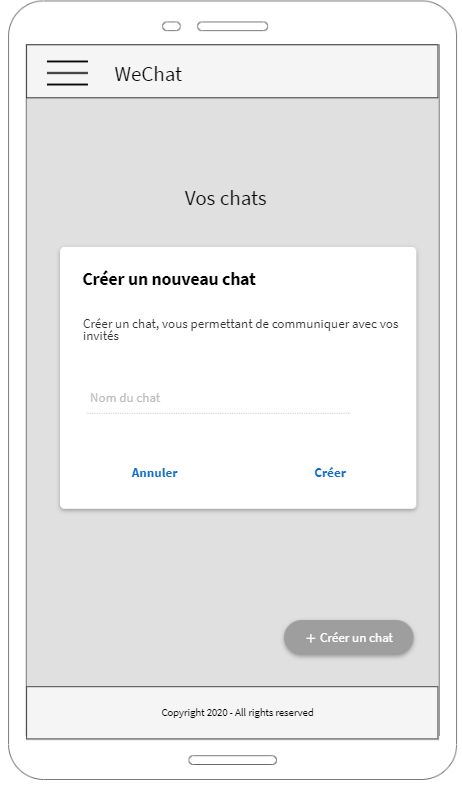 WeChat
Vos chats
Créer un nouveau chat
Créer un chat, vous permettant de communiquer avec vos
invités
Nom du chat
Annuler Créer
+ Créer un chat
Copyright 2020 - All rights reserved